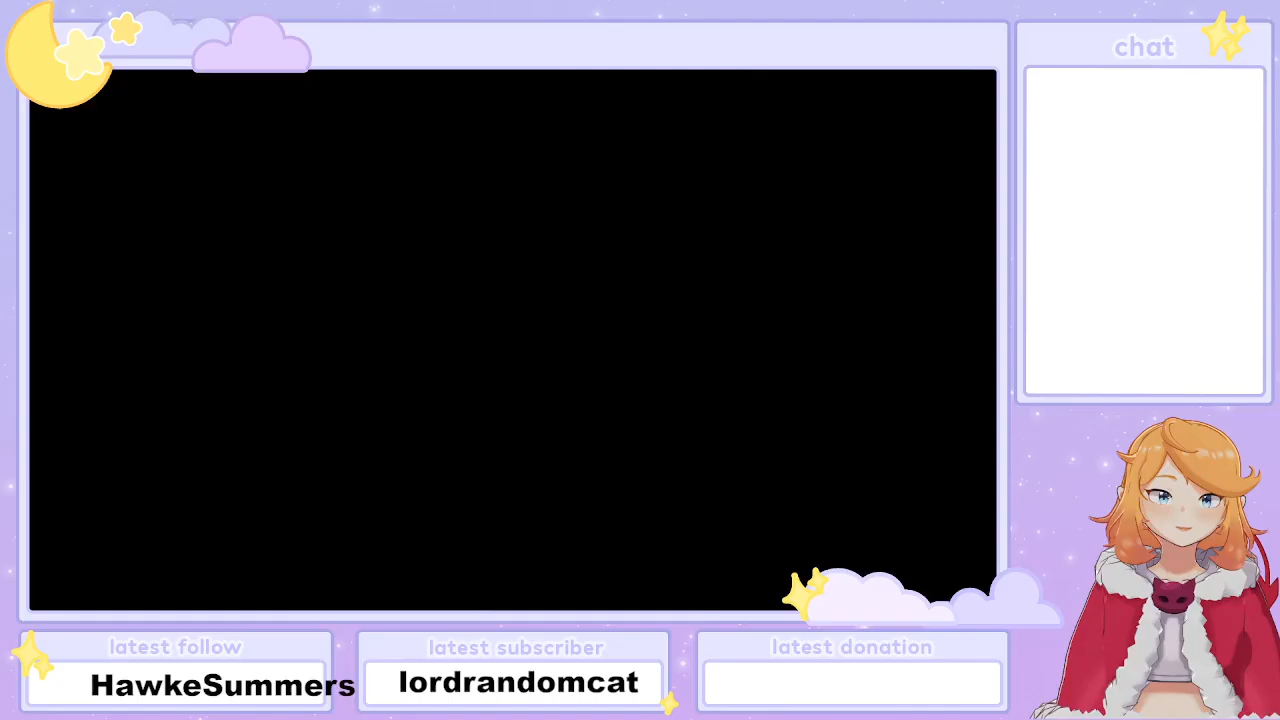 chat
latest follow
latest subscriber
latest donation
HawkeSummers
lordrandomcat